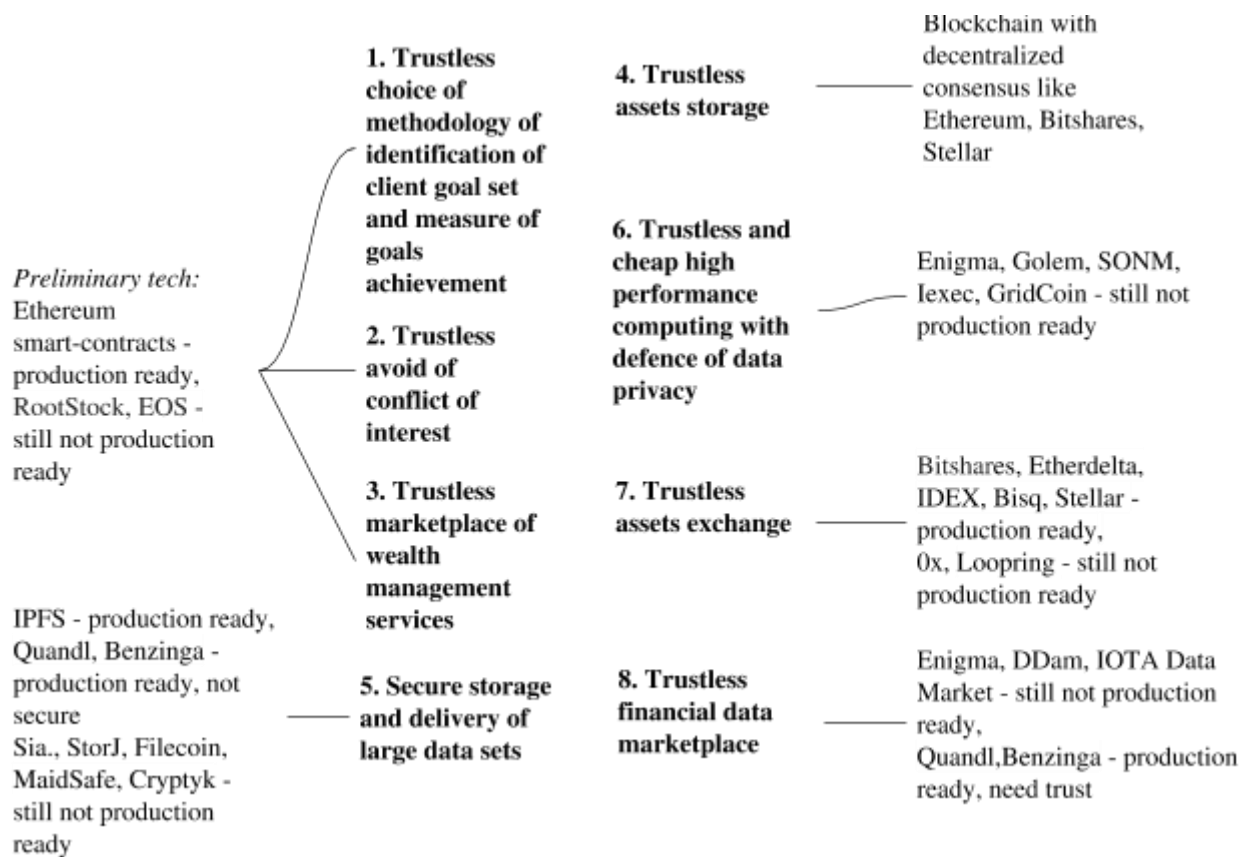 Preliminary tech:
Ethereum
smart-contracts -
production ready,
RootStock, EOS -
still not production
ready
1. Trustless
choice of
methodology of
identification of
client goal set
and measure of
goals
achievement
2. Trustless
avoid of
conflict of
interest
3. Trustless
marketplace of
wealth
management
services
IPFS - production ready,
Quandl, Benzinga -
production ready, not
secure
Sia., StorJ, Filecoin,
MaidSafe, Cryptyk -
still not production
ready
5. Secure storage
and delivery of
large data sets
4. Trustless
assets storage
Blockchain with
decentralized
consensus like
Ethereum, Bitshares,
Stellar
6. Trustless and
cheap high
performance
computing with
defence of data
privacy
Enigma, Golem, SONM,
Iexec, GridCoin - still not
production ready
7. Trustless
assets exchange
Bitshares, Etherdelta,
IDEX, Bisq, Stellar -
production ready,
0x, Loopring - still not
production ready
8. Trustless
financial data
marketplace
Enigma, DDam, IOTA Data
Market - still not production
ready,
Quandl,Benzinga - production
ready, need trust